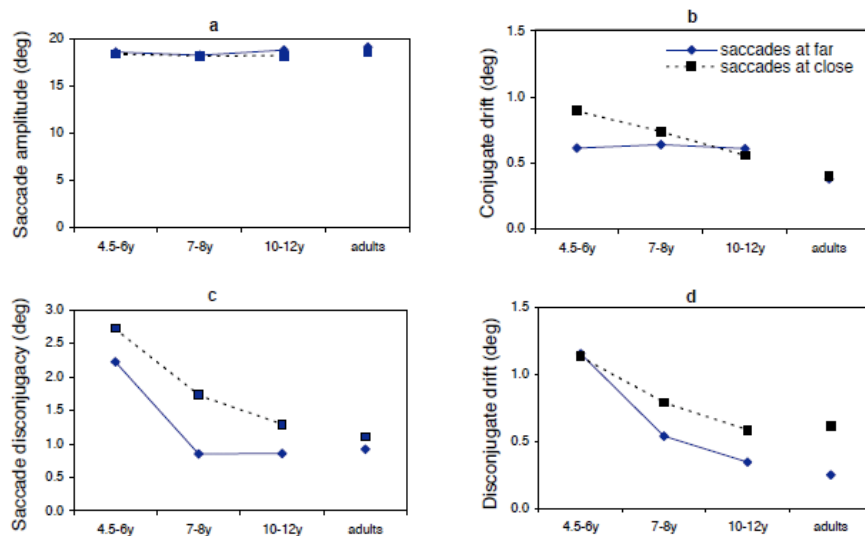 a
Saccade amplitude (deg)
20
15
10
5
0
4.5-6y 7-8y 10-12y adults
b
Conjugate drift (deg)
1.5
1.0
0.5
0.0
saccades at far
saccades at close
4.5-6y 7-8y 10-12y adults
c
Saccade disconjugacy (deg)
3.0
2.5
2.0
1.5
1.0
0.5
0.0
4.5-6y 7-8y 10-12y adults
d
Disconjugate drift (deg)
1.5
1.0
0.5
0.0
4.5-6y 7-8y 10-12y adults